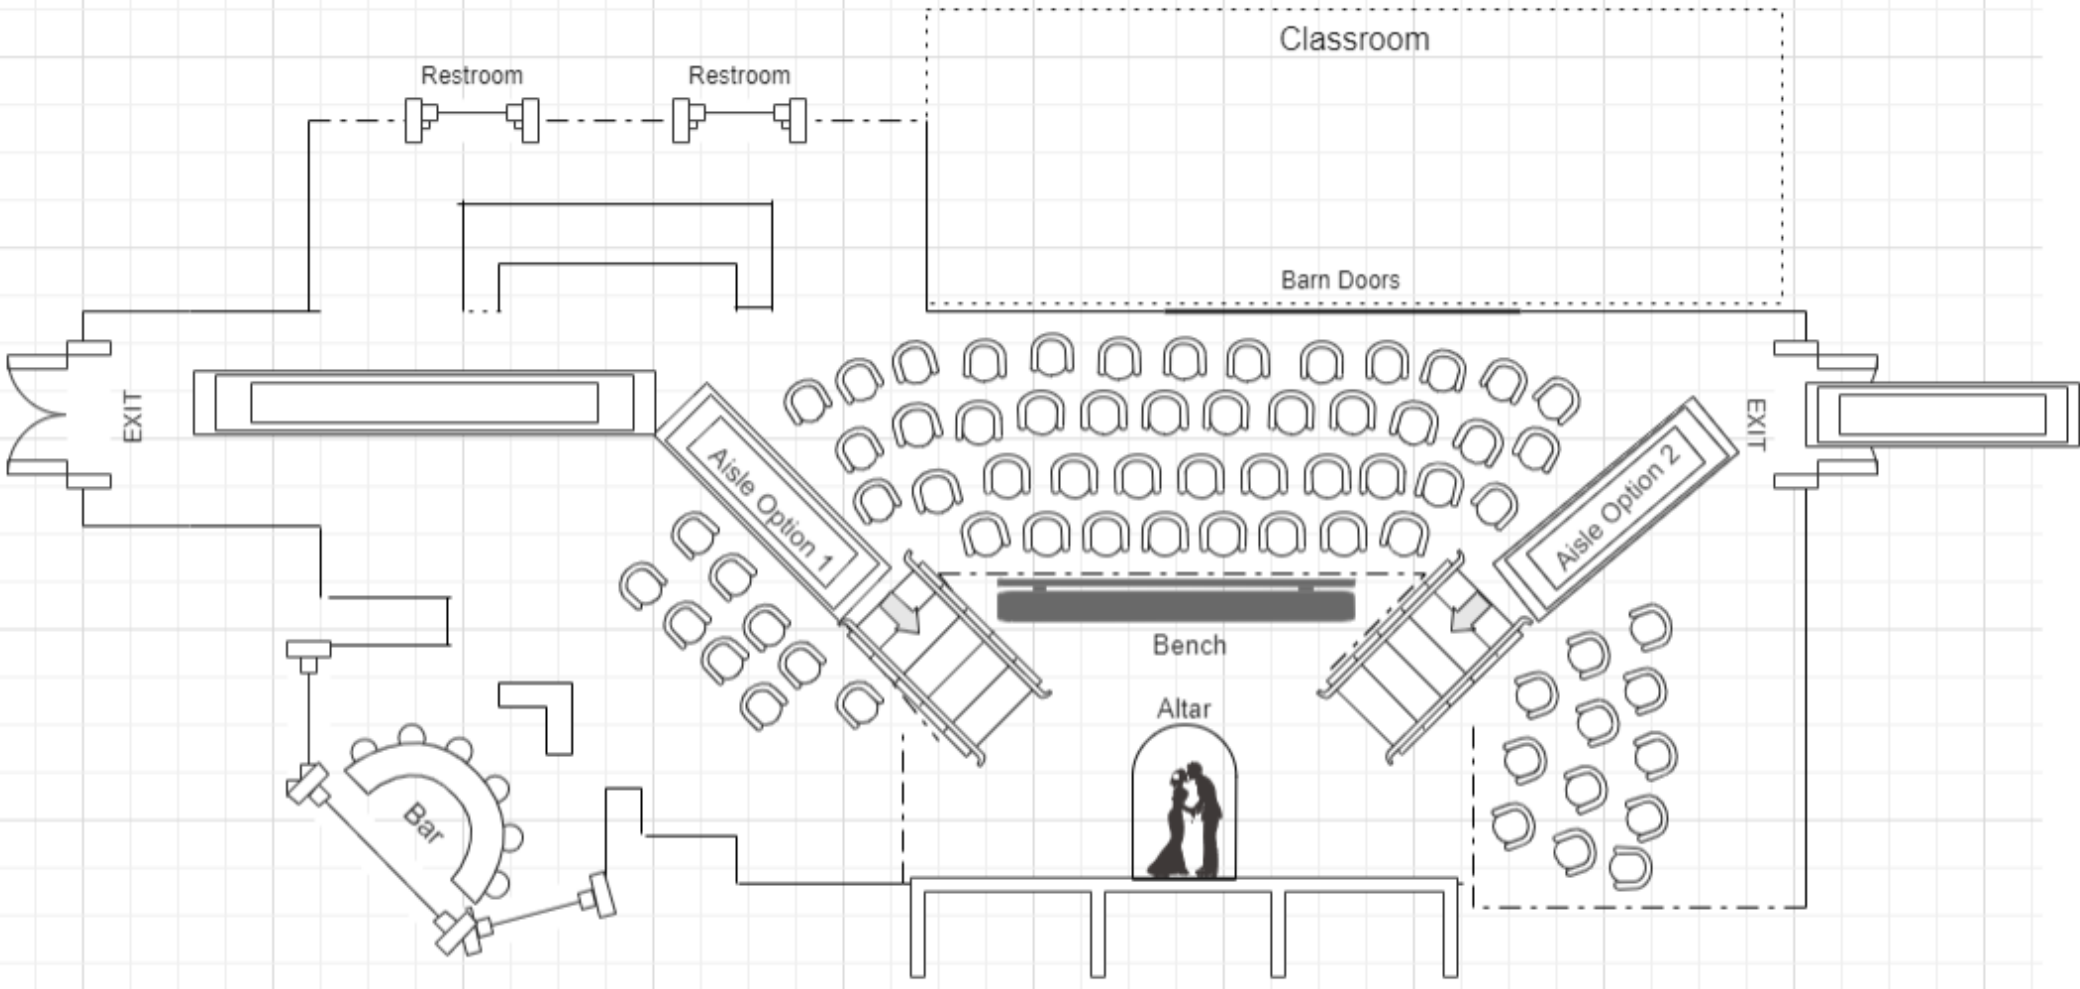 Classroom
Restroom
Restroom
Barn Doors
EXIT
EXIT
Aisle Option 1
Aisle Option 2
Bench
Altar
Bar